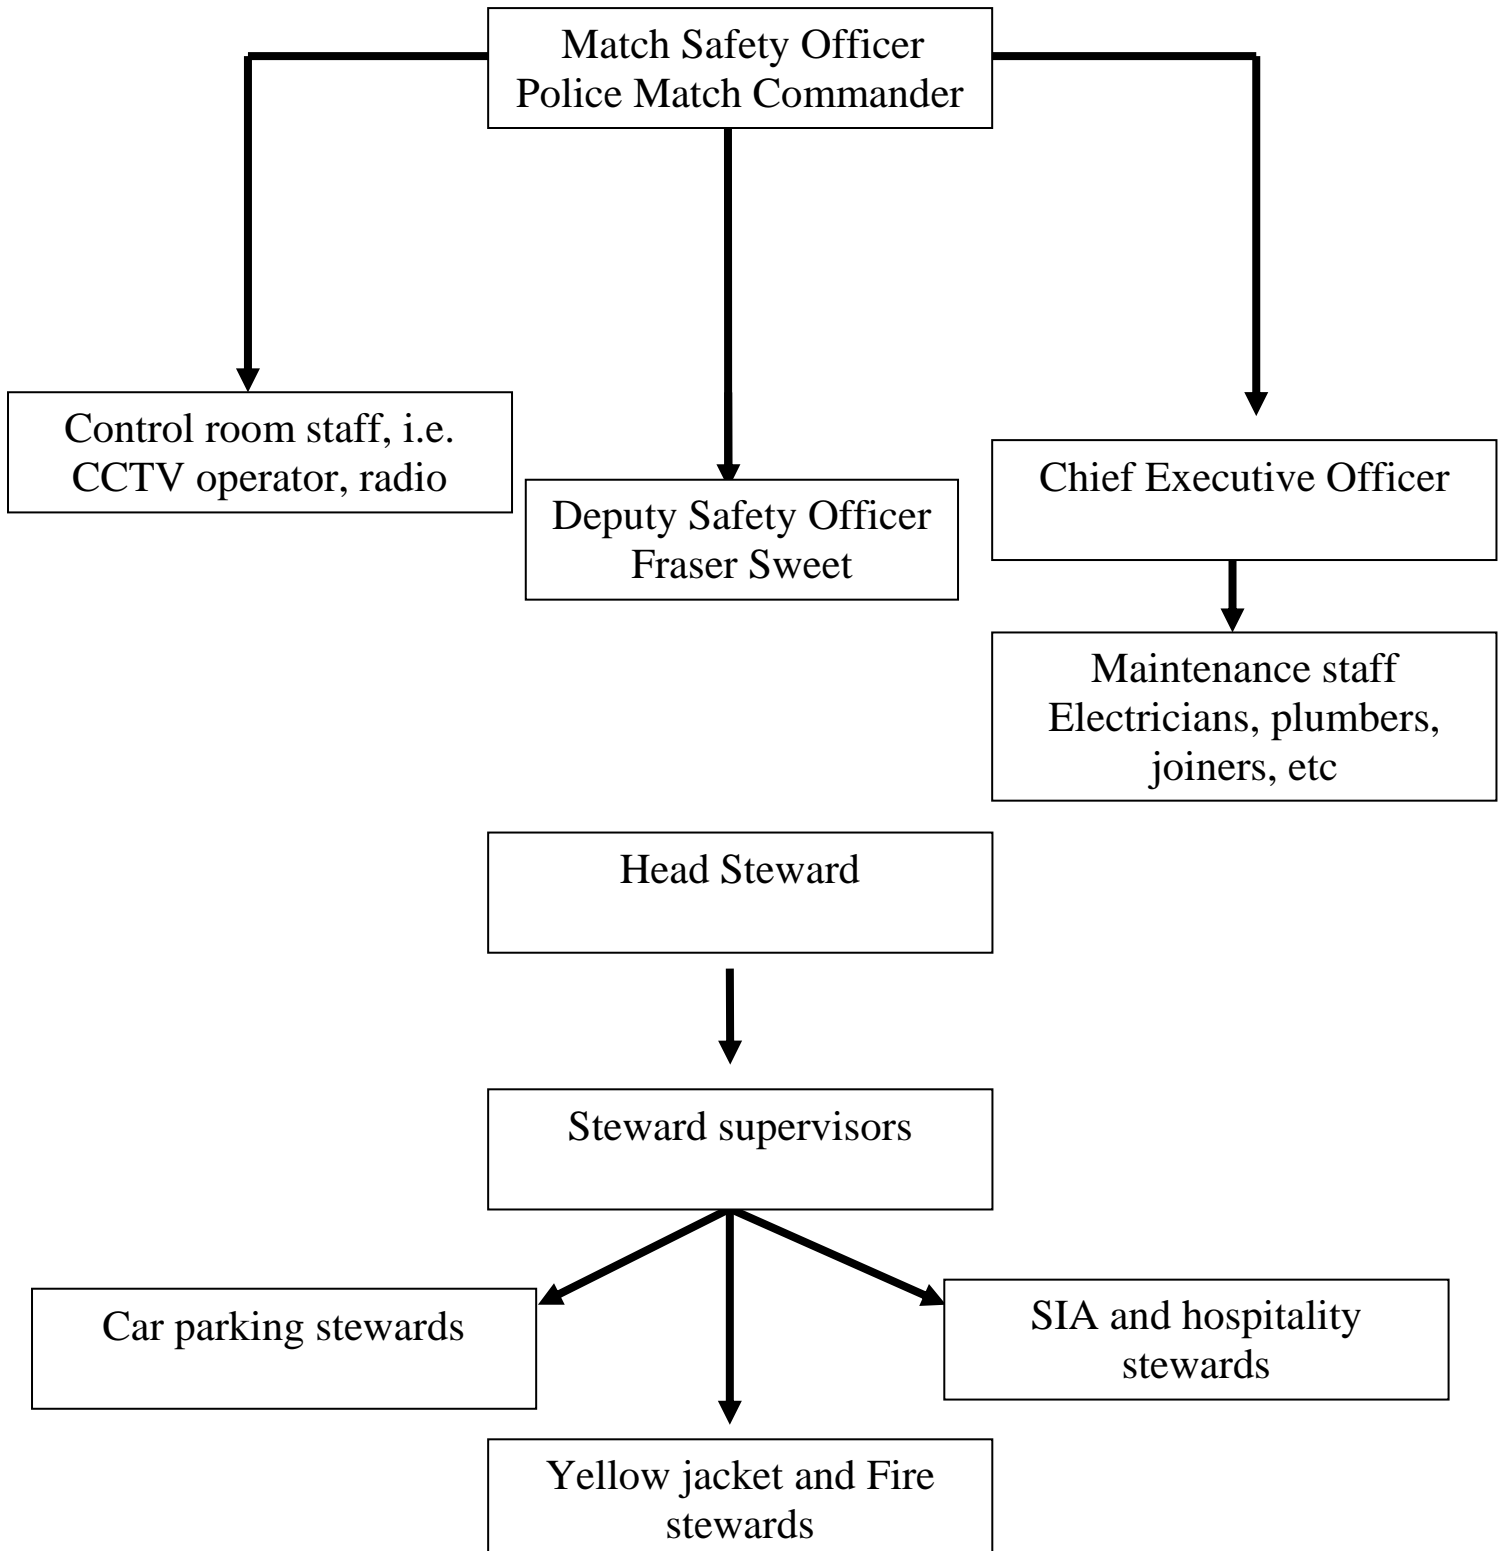 Match Safety Officer
Police Match Commander
Control room staff, i.e.
CCTV operator, radio
Deputy Safety Officer
Fraser Sweet
Chief Executive Officer
Maintenance staff
Electricians, plumbers,
joiners, etc
Head Steward
Steward supervisors
Car parking stewards
SIA and hospitality
stewards
Yellow jacket and Fire
stewards